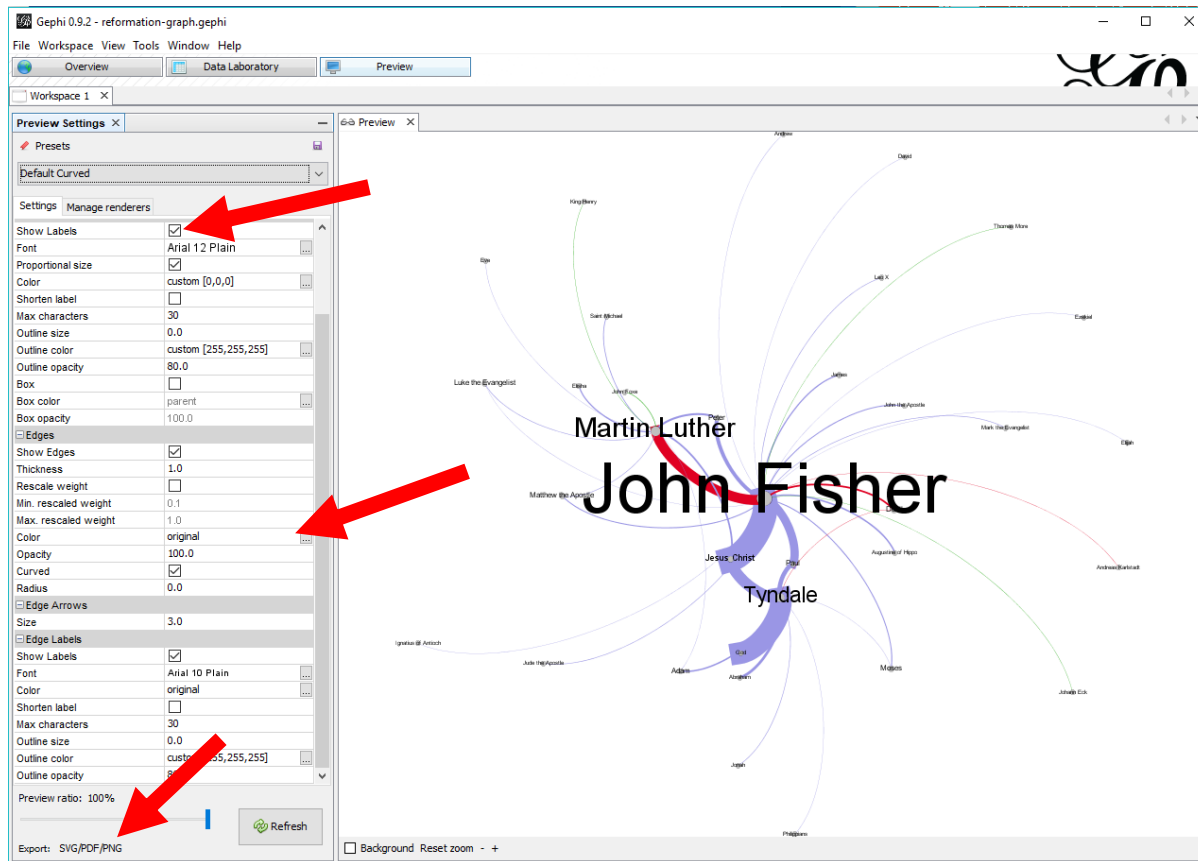 Gephi 0.9.2 - reformation-graph.gephi
File Workspace View Tools Window Help
Overview Data Laboratory Preview
Workspace 1
Preview Settings
Presets
Default Curved
Settings Manage renderers
Show Labels
Font Arial 12 Plain
Proportional size
Color custom [0,0,0]
Shorten label
Max characters 30
Outline size 0.0
Outline color custom [255,255,255]
Outline opacity 80.0
Box
Box color parent
Box opacity 100.0
Edges
Show Edges
Thickness 1.0
Rescale weight
Min. rescaled weight 0.1
Max. rescaled weight 1.0
Color original
Opacity 100.0
Curved
Radius 0.0
Edge Arrows
Size 3.0
Edge Labels
Show Labels
Font Arial 10 Plain
Color original
Shorten label
Max characters 30
Outline size 0.0
Outline color
Outline opacity
Preview ratio: 100%
Refresh
Export: SVG/PDF/PNG
Preview
Andrew
David
King Henry
Thomas More
Eve
Leo X
Saint Michael
Ezekiel
James
Luke the Evangelist
Elisha
John the Apostle
Peter
Martin Luther
Mark the Evangelist
Elijah
John Fisher
Matthew the Apostle
Jesus Christ
Augustine of Hippo
Paul
Andreas Karlstadt
Tyndale
Ignatius of Antioch
God
Jude the Apostle
Adam
Moses
Abraham
Johann Eck
Philippians
Background Reset zoom - +